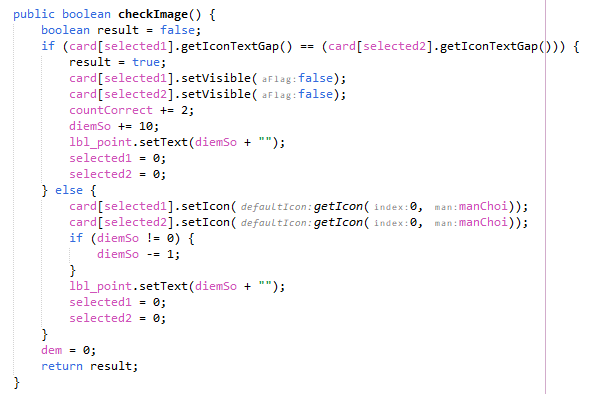 public boolean checkImage() {
    boolean result = false;
    if (card[selected1].getIconTextGap() == (card[selected2].getIconTextGap())) {
        result = true;
        card[selected1].setVisible( aFlag: false);
        card[selected2].setVisible( aFlag: false);
        countCorrect += 2;
        diemSo += 10;
        lbl_point.setText(diemSo + "");
        selected1 = 0;
        selected2 = 0;
    } else {
        card[selected1].setIcon( defaultIcon: getIcon( index: 0, man: manChoi));
        card[selected2].setIcon( defaultIcon: getIcon( index: 0, man: manChoi));
        if (diemSo != 0) {
            diemSo -= 1;
        }
        lbl_point.setText(diemSo + "");
        selected1 = 0;
        selected2 = 0;
    }
    dem = 0;
    return result;
}